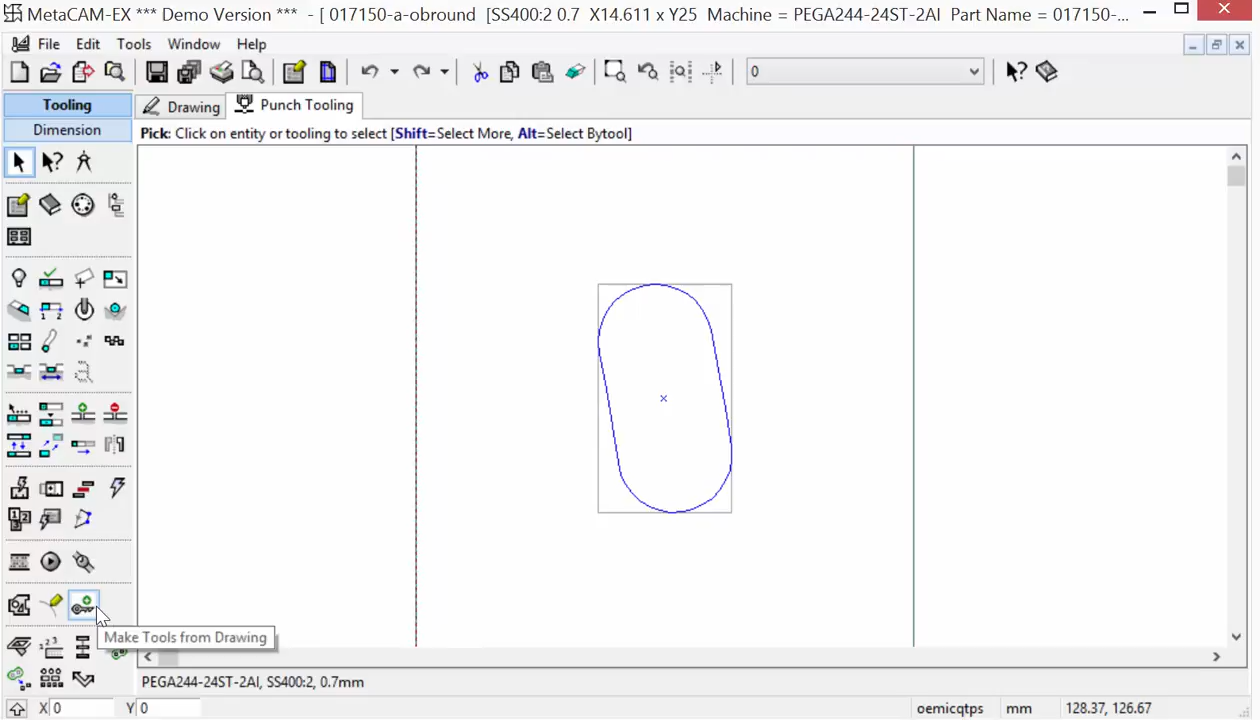 MetaCAM-EX *** Demo Version *** - [ 017150-a-obround [SS400:2 0.7 X14.611 x Y25 Machine = PEGA244-24ST-2AI Part Name = 017150-...
File Edit Tools Window Help
0
Tooling
Drawing
Punch Tooling
Dimension
Pick: Click on entity or tooling to select [Shift=Select More, Alt=Select Bytool]
Make Tools from Drawing
PEGA244-24ST-2AI, SS400:2, 0.7mm
X 0 Y 0 oemicqtps mm 128.37, 126.67